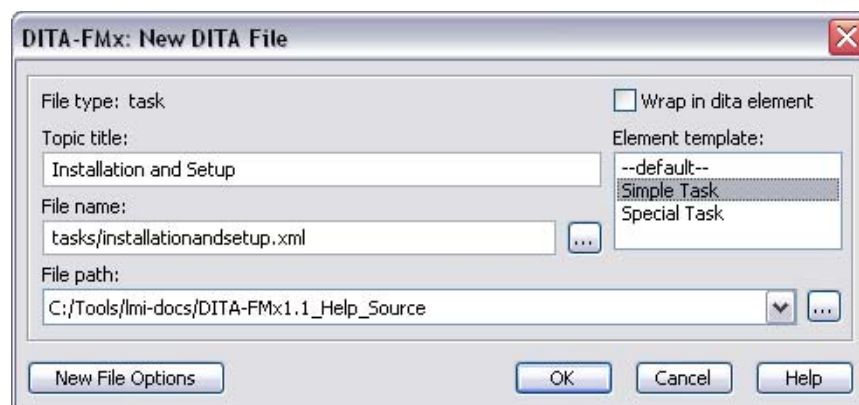 DITA-FMx: New DITA File
File type: task
Wrap in dita element
Topic title:
Element template:
Installation and Setup
--default--
Simple Task
Special Task
File name:
tasks/installationandsetup.xml
...
File path:
C:/Tools/lmi-docs/DITA-FMx1.1_Help_Source
...
New File Options
OK
Cancel
Help